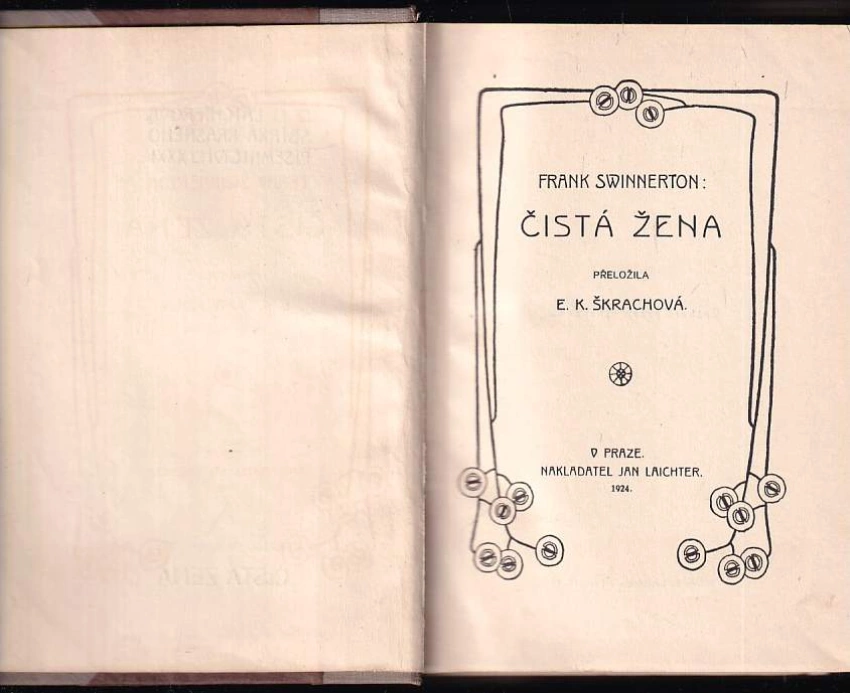 FRANK SWINNERTON:
ČISTÁ ŽENA
PŘELOŽILA
E. K. ŠKRACHOVÁ.
V PRAZE.
NAKLADATEL JAN LAICHTER.
1924.